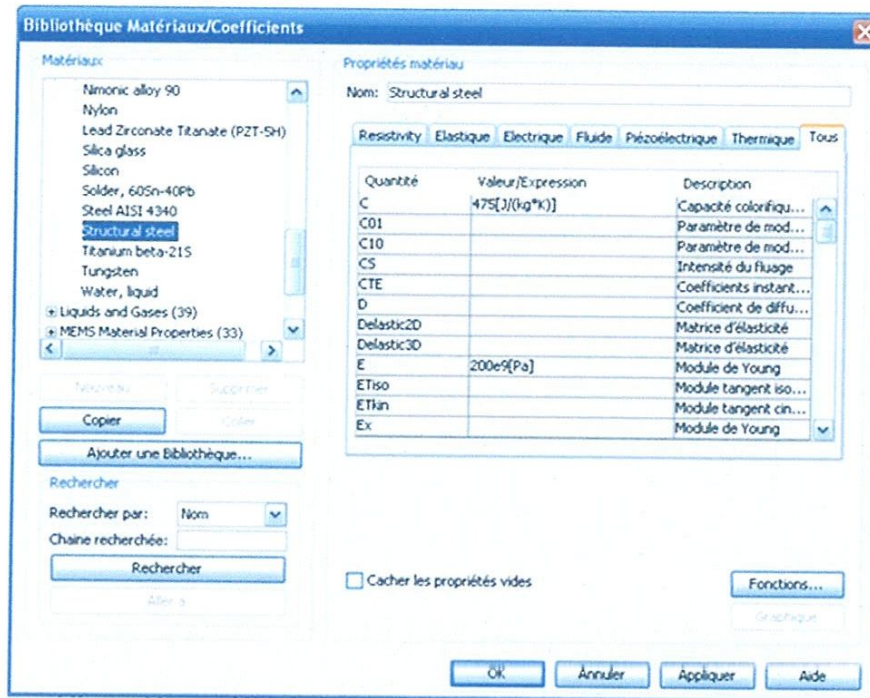 Bibliothèque Matériaux/Coefficients
Matériaux
Nimonic alloy 90
Nylon
Lead Zirconate Titanate (PZT-5H)
Silica glass
Silicon
Solder, 60Sn-40Pb
Steel AISI 4340
Structural steel
Titanium beta-21S
Tungsten
Water, liquid
Liquids and Gases (39)
MEMS Material Properties (33)
Nouveau Supprimer
Copier Coller
Ajouter une Bibliothèque...
Rechercher
Rechercher par: Nom
Chaine recherchée:
Rechercher
Aller à
Propriétés matériau
Nom: Structural steel
Resistivity Elastique Electrique Fluide Piézoélectrique Thermique Tous
Quantité Valeur/Expression Description
C 475[J/(kg*K)] Capacité colorifiqu...
C01 Paramètre de mod...
C10 Paramètre de mod...
CS Intensité du fluage
CTE Coefficients instant...
D Coefficient de diffu...
Delastic2D Matrice d'élasticité
Delastic3D Matrice d'élasticité
E 200e9[Pa] Module de Young
ETiso Module tangent iso...
ETkin Module tangent cin...
Ex Module de Young
Cacher les propriétés vides
Fonctions...
Graphique
OK Annuler Appliquer Aide